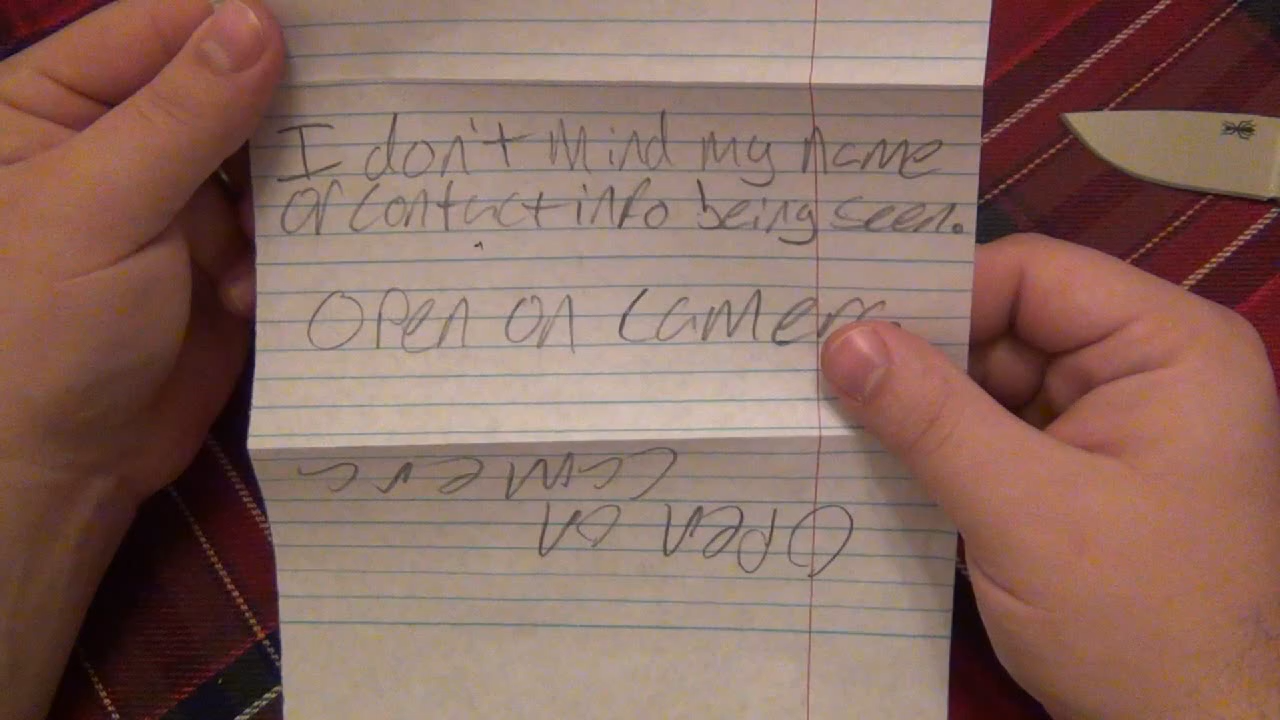 I don't mind my name
or contact info being seen.
Open on camera.
Open on
camera